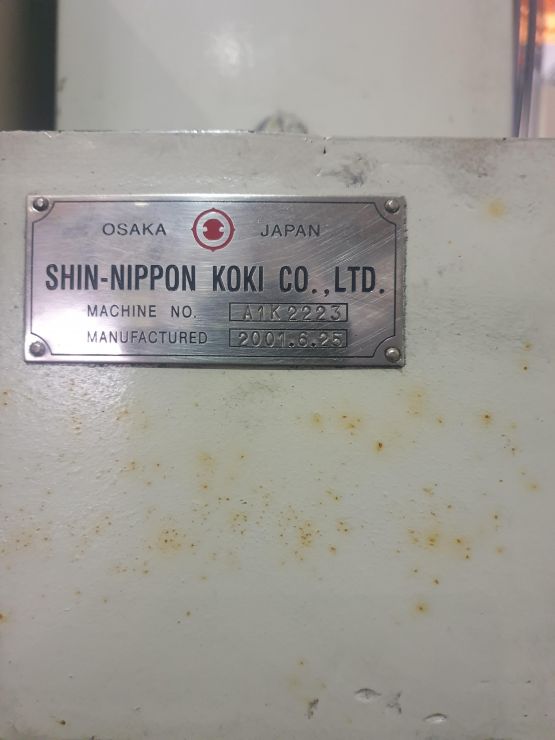 OSAKA JAPAN
SHIN-NIPPON KOKI CO.,LTD.
MACHINE NO. A1K2223
MANUFACTURED 2001.6.25